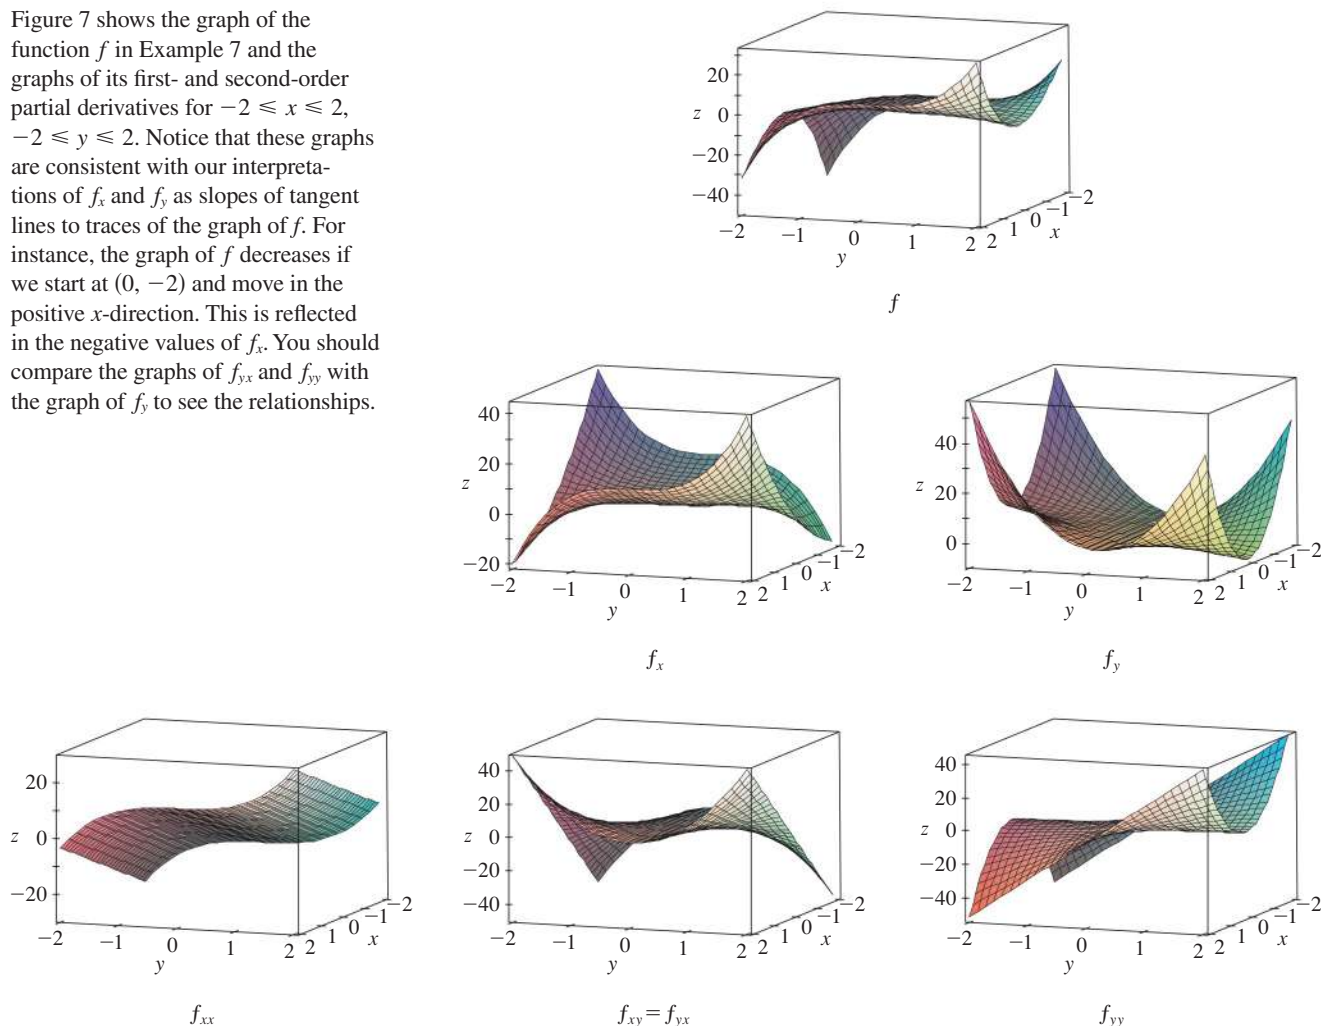 Figure 7 shows the graph of the
function f in Example 7 and the
graphs of its first- and second-order
partial derivatives for −2 ≤ x ≤ 2,
−2 ≤ y ≤ 2. Notice that these graphs
are consistent with our interpreta-
tions of fx and fy as slopes of tangent
lines to traces of the graph of f. For
instance, the graph of f decreases if
we start at (0, −2) and move in the
positive x-direction. This is reflected
in the negative values of fx. You should
compare the graphs of fyx and fyy with
the graph of fy to see the relationships.
20
z 0
−20
−40
−2 −1 0 1 2 2 1 0 −1 −2
y x
f
40
20
z
0
−20
−2 −1 0 1 2 2 1 0 −1 −2
y x
fx
40
z 20
0
−2 −1 0 1 2 2 1 0 −1 −2
y x
fy
20
z 0
−20
−2 −1 0 1 2 2 1 0 −1 −2
y x
fxx
40
20
z 0
−20
−40
−2 −1 0 1 2 2 1 0 −1 −2
y x
fxy = fyx
40
20
z 0
−20
−40
−2 −1 0 1 2 2 1 0 −1 −2
y x
fyy